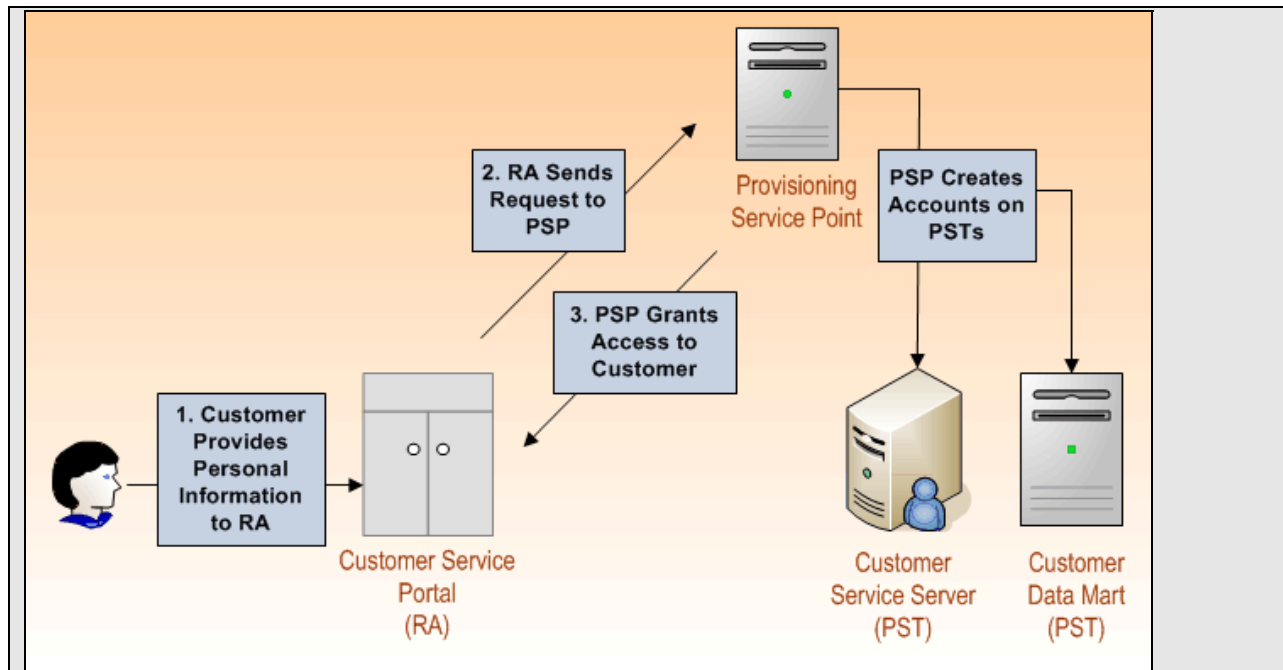 1. Customer
Provides
Personal
Information
to RA
Customer Service
Portal
(RA)
2. RA Sends
Request to
PSP
3. PSP Grants
Access to
Customer
Provisioning
Service Point
PSP Creates
Accounts on
PSTs
Customer
Service Server
(PST)
Customer
Data Mart
(PST)